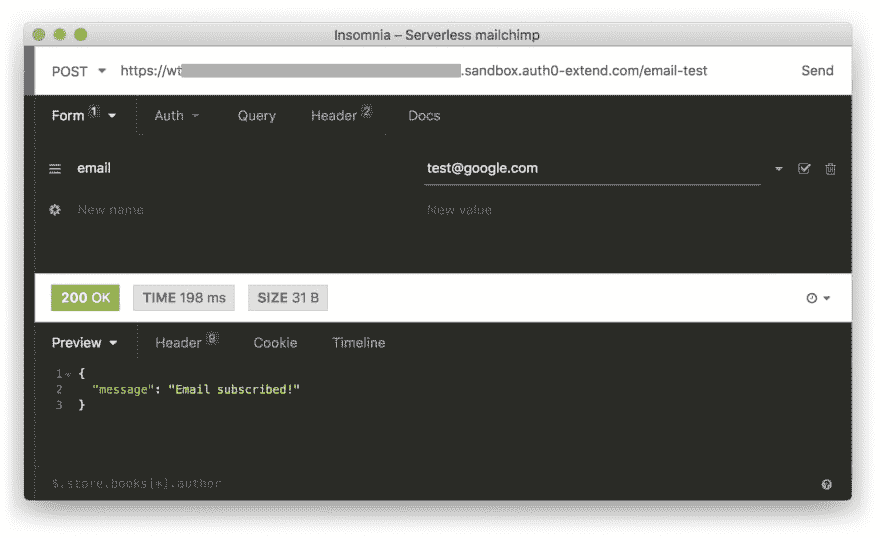 Insomnia – Serverless mailchimp
POST https://wt .sandbox.auth0-extend.com/email-test Send
Form 1 Auth Query Header 2 Docs
email test@google.com
New name New value
200 OK TIME 198 ms SIZE 31 B
Preview Header 9 Cookie Timeline
1 {
2 "message": "Email subscribed!"
3 }
$.store.books[*].author